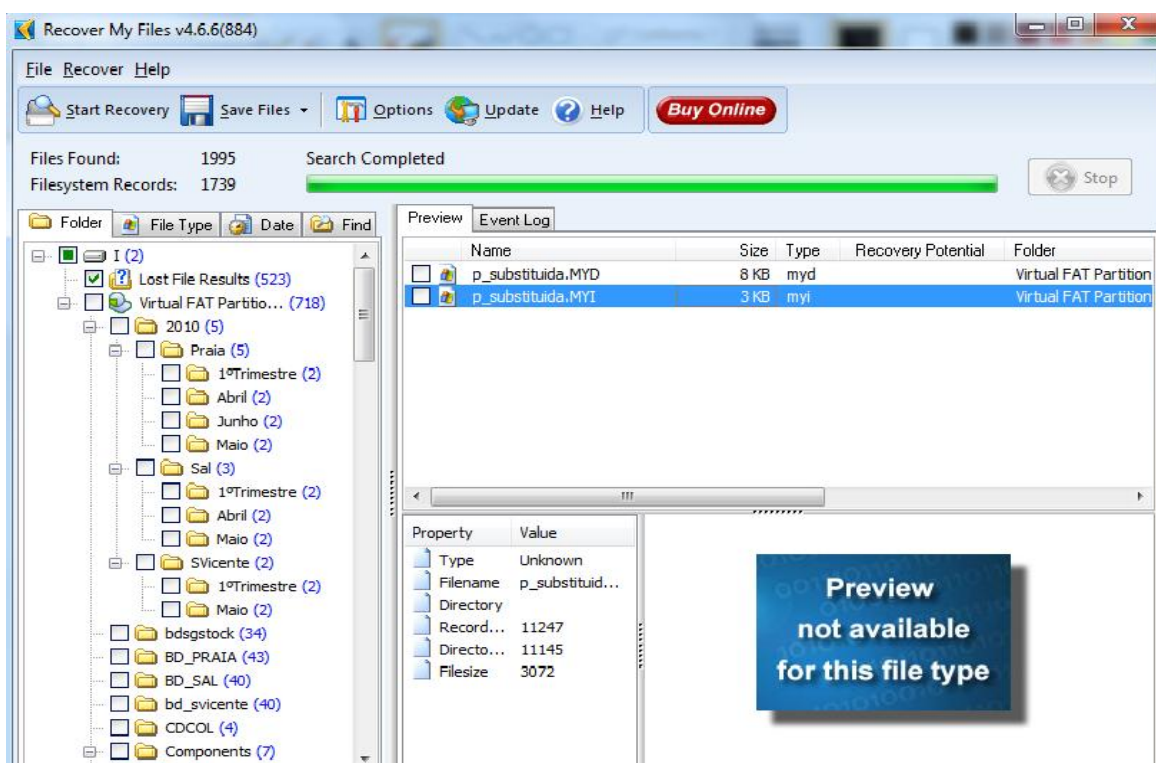 Recover My Files v4.6.6(884)
File Recover Help
Start Recovery Save Files Options Update Help Buy Online
Files Found: 1995 Search Completed
Filesystem Records: 1739
Stop
Folder File Type Date Find
I (2)
Lost File Results (523)
Virtual FAT Partitio... (718)
2010 (5)
Praia (5)
1ºTrimestre (2)
Abril (2)
Junho (2)
Maio (2)
Sal (3)
1ºTrimestre (2)
Abril (2)
Maio (2)
SVicente (2)
1ºTrimestre (2)
Maio (2)
bdsgstock (34)
BD_PRAIA (43)
BD_SAL (40)
bd_svicente (40)
CDCOL (4)
Components (7)
Preview Event Log
Name Size Type Recovery Potential Folder
p_substituida.MYD 8 KB myd Virtual FAT Partition
p_substituida.MYI 3 KB myi Virtual FAT Partition
Property Value
Type Unknown
Filename p_substituid...
Directory
Record... 11247
Directo... 11145
Filesize 3072
Preview
not available
for this file type